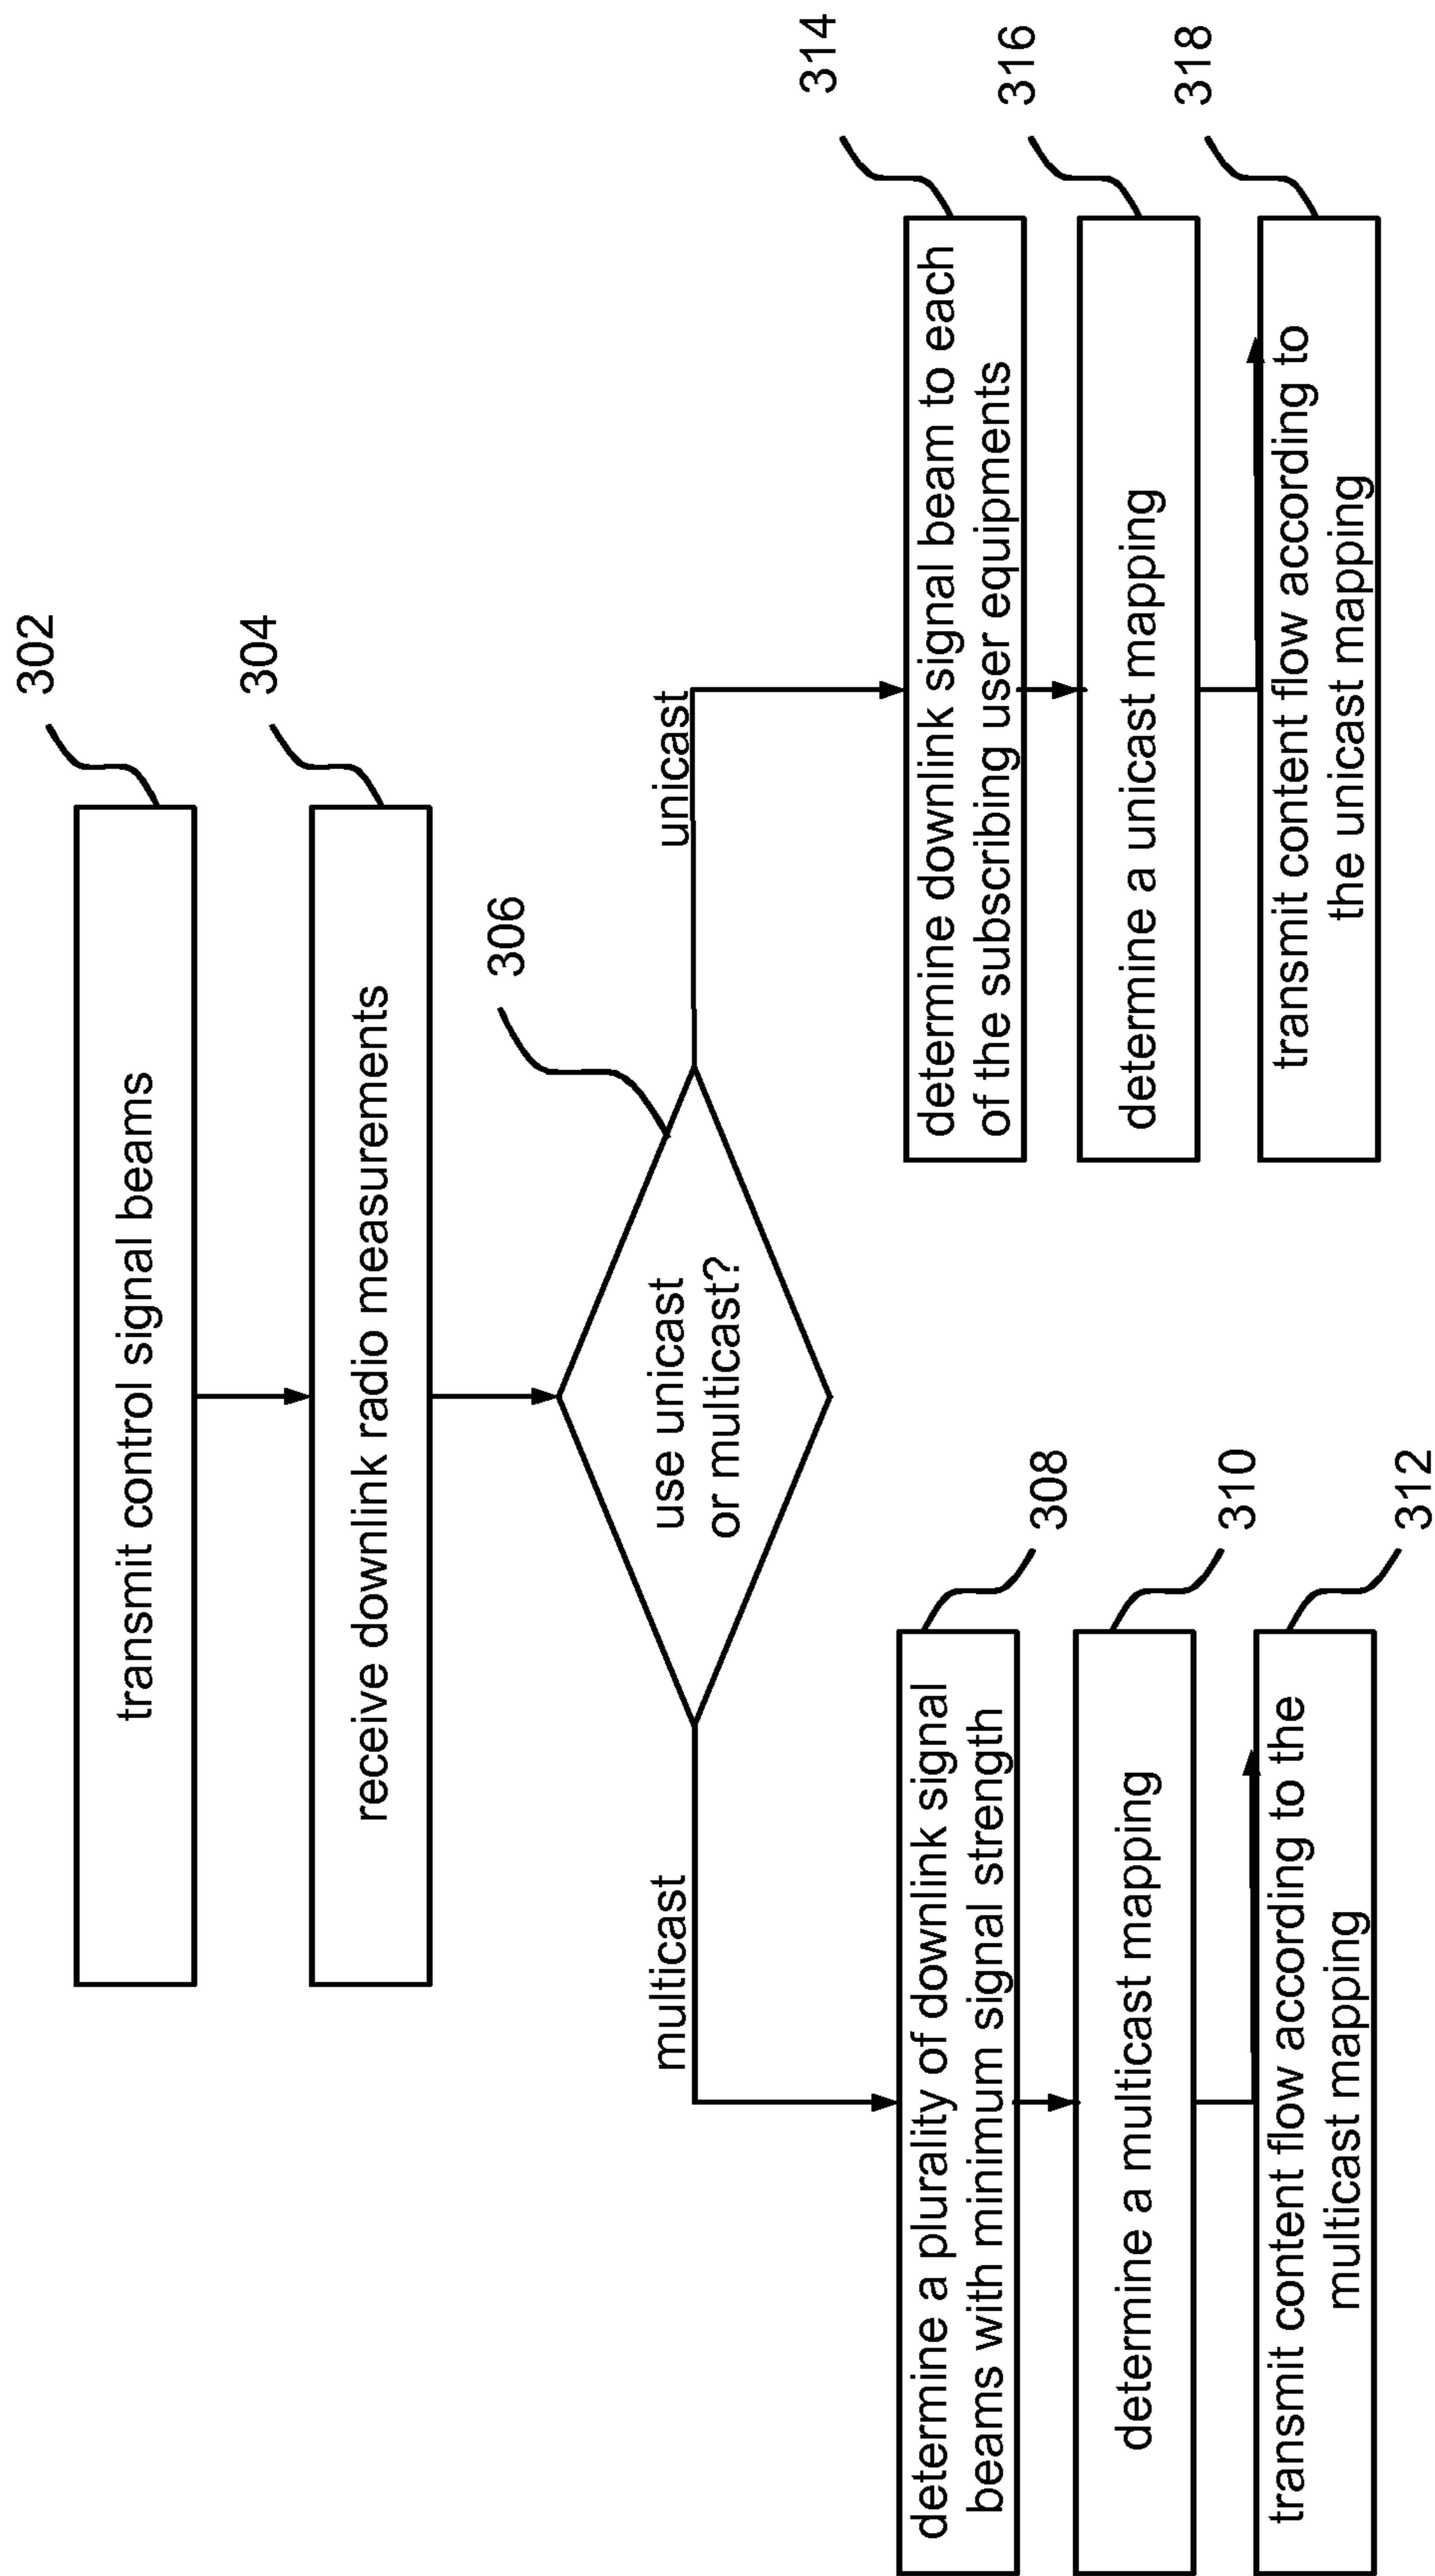 302
transmit control signal beams
304
receive downlink radio measurements
306
use unicast
or multicast?
multicast
unicast
308
determine a plurality of downlink signal
beams with minimum signal strength
310
determine a multicast mapping
312
transmit content flow according to the
multicast mapping
314
determine downlink signal beam to each
of the subscribing user equipments
316
determine a unicast mapping
318
transmit content flow according to
the unicast mapping